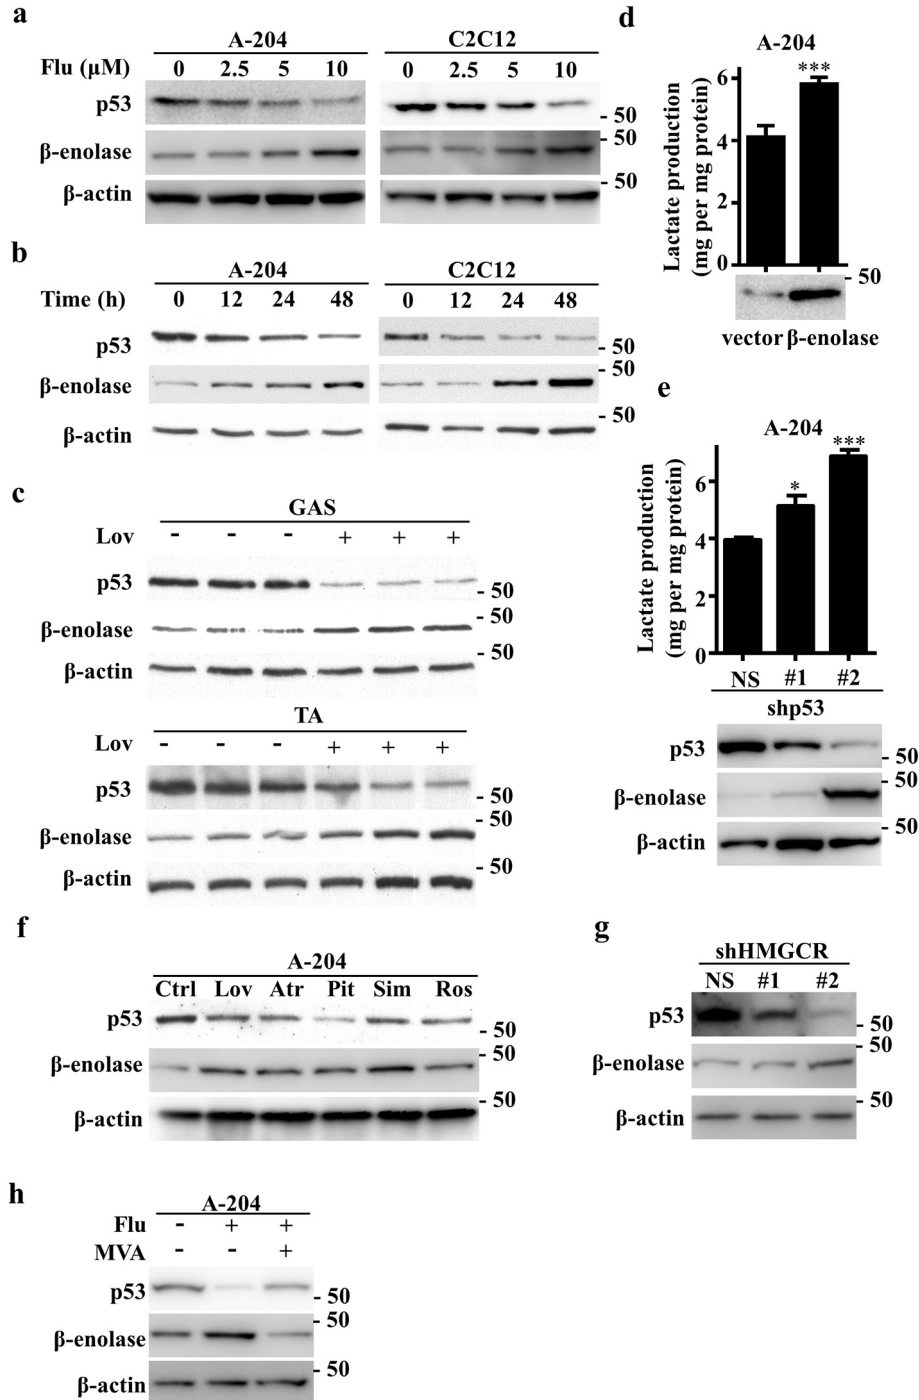 a
A-204
C2C12
Flu (μM)
0 2.5 5 10
0 2.5 5 10
p53
- 50
- 50
β-enolase
- 50
β-actin
b
A-204
C2C12
Time (h)
0 12 24 48
0 12 24 48
p53
- 50
- 50
β-enolase
- 50
β-actin
c
GAS
Lov - - - + + +
p53
- 50
- 50
β-enolase
- 50
β-actin
TA
Lov - - - + + +
p53
- 50
- 50
β-enolase
- 50
β-actin
d
A-204
***
Lactate production
(mg per mg protein)
6
4
2
0
- 50
vector β-enolase
e
A-204
***
*
Lactate production
(mg per mg protein)
6
4
2
0
NS #1 #2
shp53
p53
- 50
- 50
β-enolase
- 50
β-actin
f
A-204
Ctrl Lov Atr Pit Sim Ros
p53
- 50
- 50
β-enolase
- 50
β-actin
g
shHMGCR
NS #1 #2
p53
- 50
- 50
β-enolase
- 50
β-actin
h
A-204
Flu - + +
MVA - - +
p53
- 50
- 50
β-enolase
- 50
β-actin